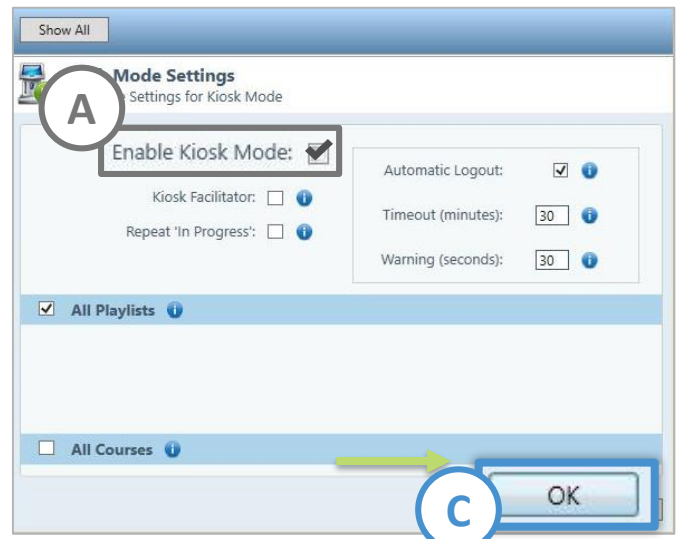 Show All
Mode Settings
Settings for Kiosk Mode
A
Enable Kiosk Mode:
Kiosk Facilitator:
Repeat 'In Progress':
Automatic Logout:
Timeout (minutes): 30
Warning (seconds): 30
All Playlists
All Courses
C
OK